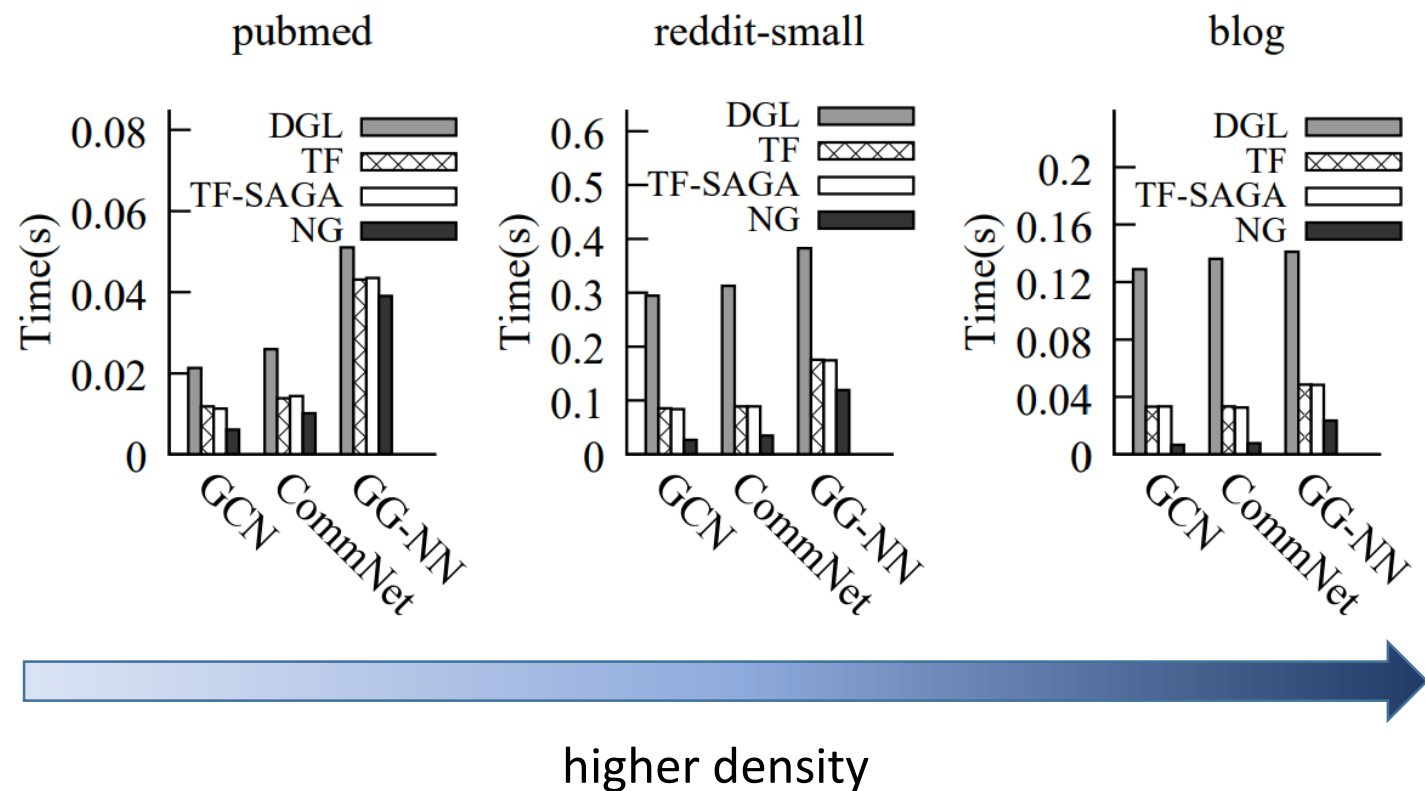 pubmed
DGL
TF
TF-SAGA
NG
0.08
0.06
0.04
0.02
0
Time(s)
GCN
CommNet
GG-NN
reddit-small
DGL
TF
TF-SAGA
NG
0.6
0.5
0.4
0.3
0.2
0.1
0
Time(s)
GCN
CommNet
GG-NN
blog
DGL
TF
TF-SAGA
NG
0.2
0.16
0.12
0.08
0.04
0
Time(s)
GCN
CommNet
GG-NN
higher density